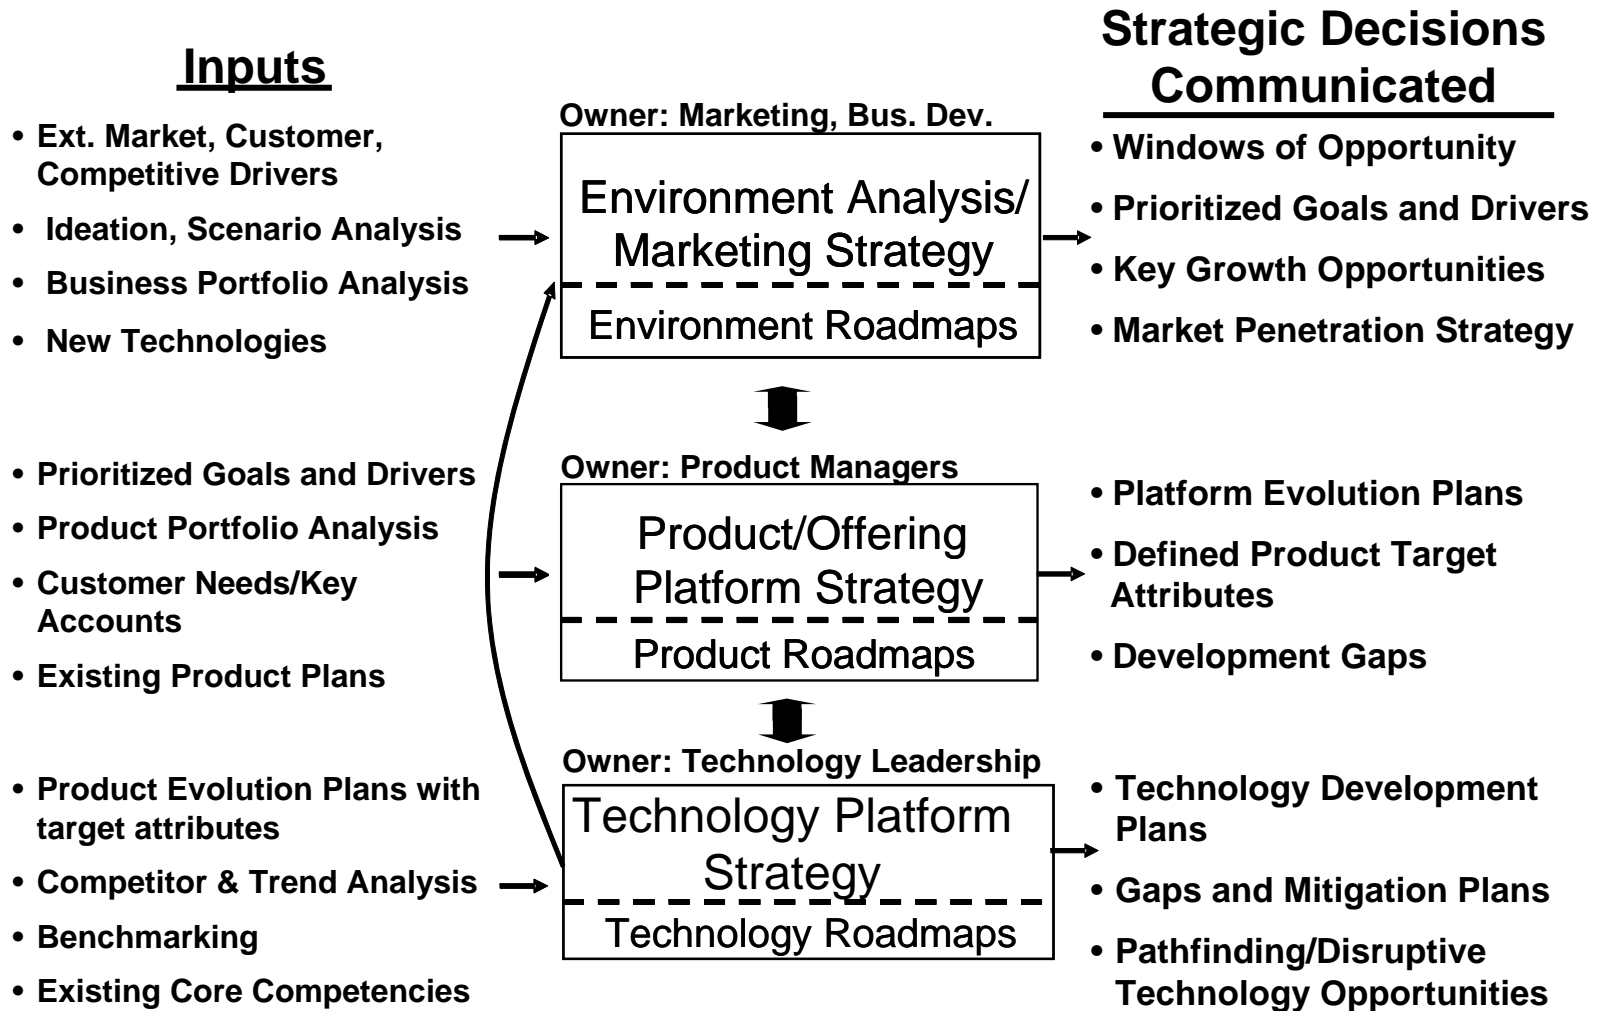 Inputs
• Ext. Market, Customer,
Competitive Drivers
• Ideation, Scenario Analysis
• Business Portfolio Analysis
• New Technologies
Owner: Marketing, Bus. Dev.
Environment Analysis/
Marketing Strategy
Environment Roadmaps
Strategic Decisions
Communicated
• Windows of Opportunity
• Prioritized Goals and Drivers
• Key Growth Opportunities
• Market Penetration Strategy
• Prioritized Goals and Drivers
• Product Portfolio Analysis
• Customer Needs/Key
Accounts
• Existing Product Plans
Owner: Product Managers
Product/Offering
Platform Strategy
Product Roadmaps
• Platform Evolution Plans
• Defined Product Target
Attributes
• Development Gaps
• Product Evolution Plans with
target attributes
• Competitor & Trend Analysis
• Benchmarking
• Existing Core Competencies
Owner: Technology Leadership
Technology Platform
Strategy
Technology Roadmaps
• Technology Development
Plans
• Gaps and Mitigation Plans
• Pathfinding/Disruptive
Technology Opportunities